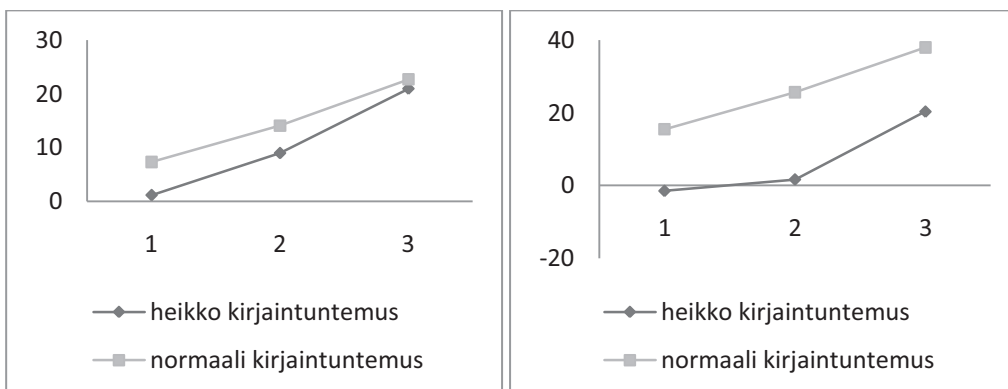 30
20
10
0
1 2 3
heikko kirjaintuntemus
normaali kirjaintuntemus
40
20
0
-20
1 2 3
heikko kirjaintuntemus
normaali kirjaintuntemus